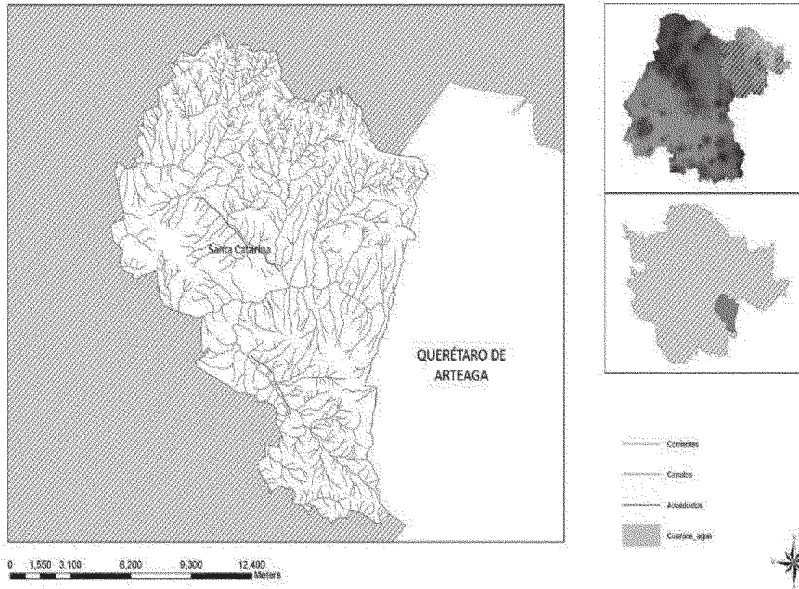 Santa Catarina
QUERÉTARO DE
ARTEAGA
Corrientes
Canales
Acueductos
Cuerpos_agua
0 1,550 3,100 6,200 9,300 12,400
Meters